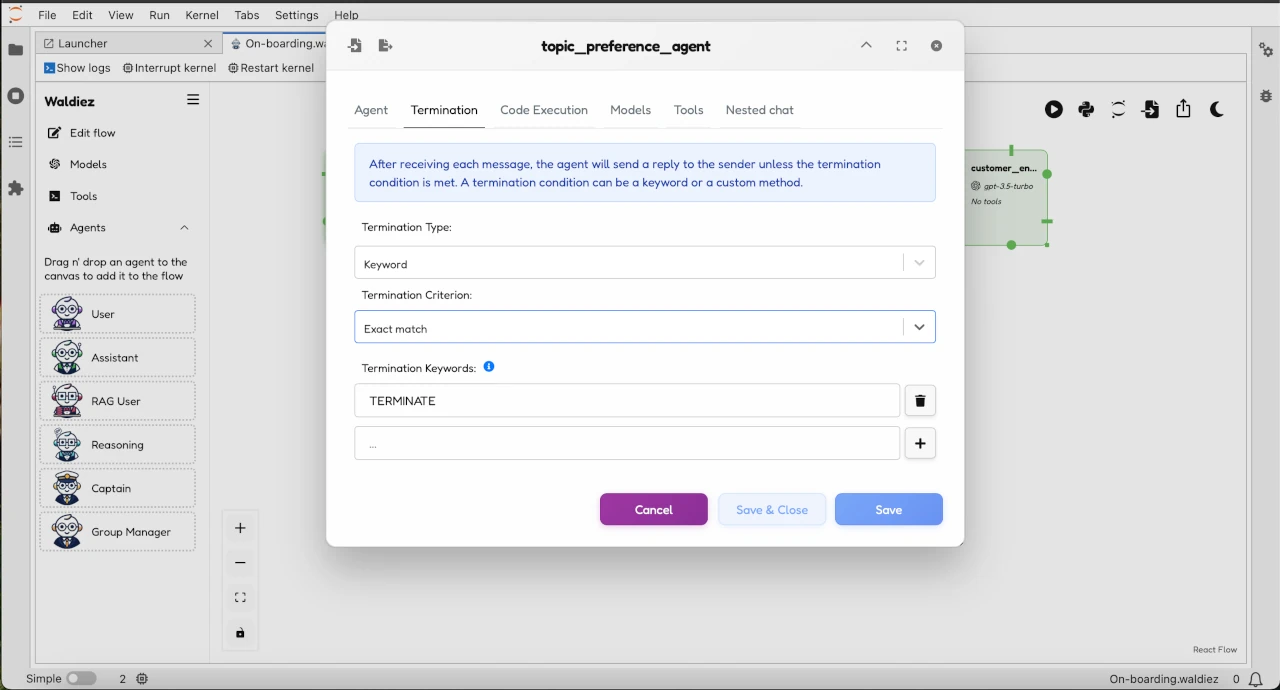 File Edit View Run Kernel Tabs Settings Help
Launcher
On-boarding.wa
Show logs Interrupt kernel Restart kernel
Waldiez
Edit flow
Models
Tools
Agents
Drag n' drop an agent to the
canvas to add it to the flow
User
Assistant
RAG User
Reasoning
Captain
Group Manager
topic_preference_agent
Agent Termination Code Execution Models Tools Nested chat
After receiving each message, the agent will send a reply to the sender unless the termination
condition is met. A termination condition can be a keyword or a custom method.
Termination Type:
Keyword
Termination Criterion:
Exact match
Termination Keywords:
TERMINATE
...
Cancel Save & Close Save
customer_en...
gpt-3.5-turbo
No tools
React Flow
Simple 2
On-boarding.waldiez 0